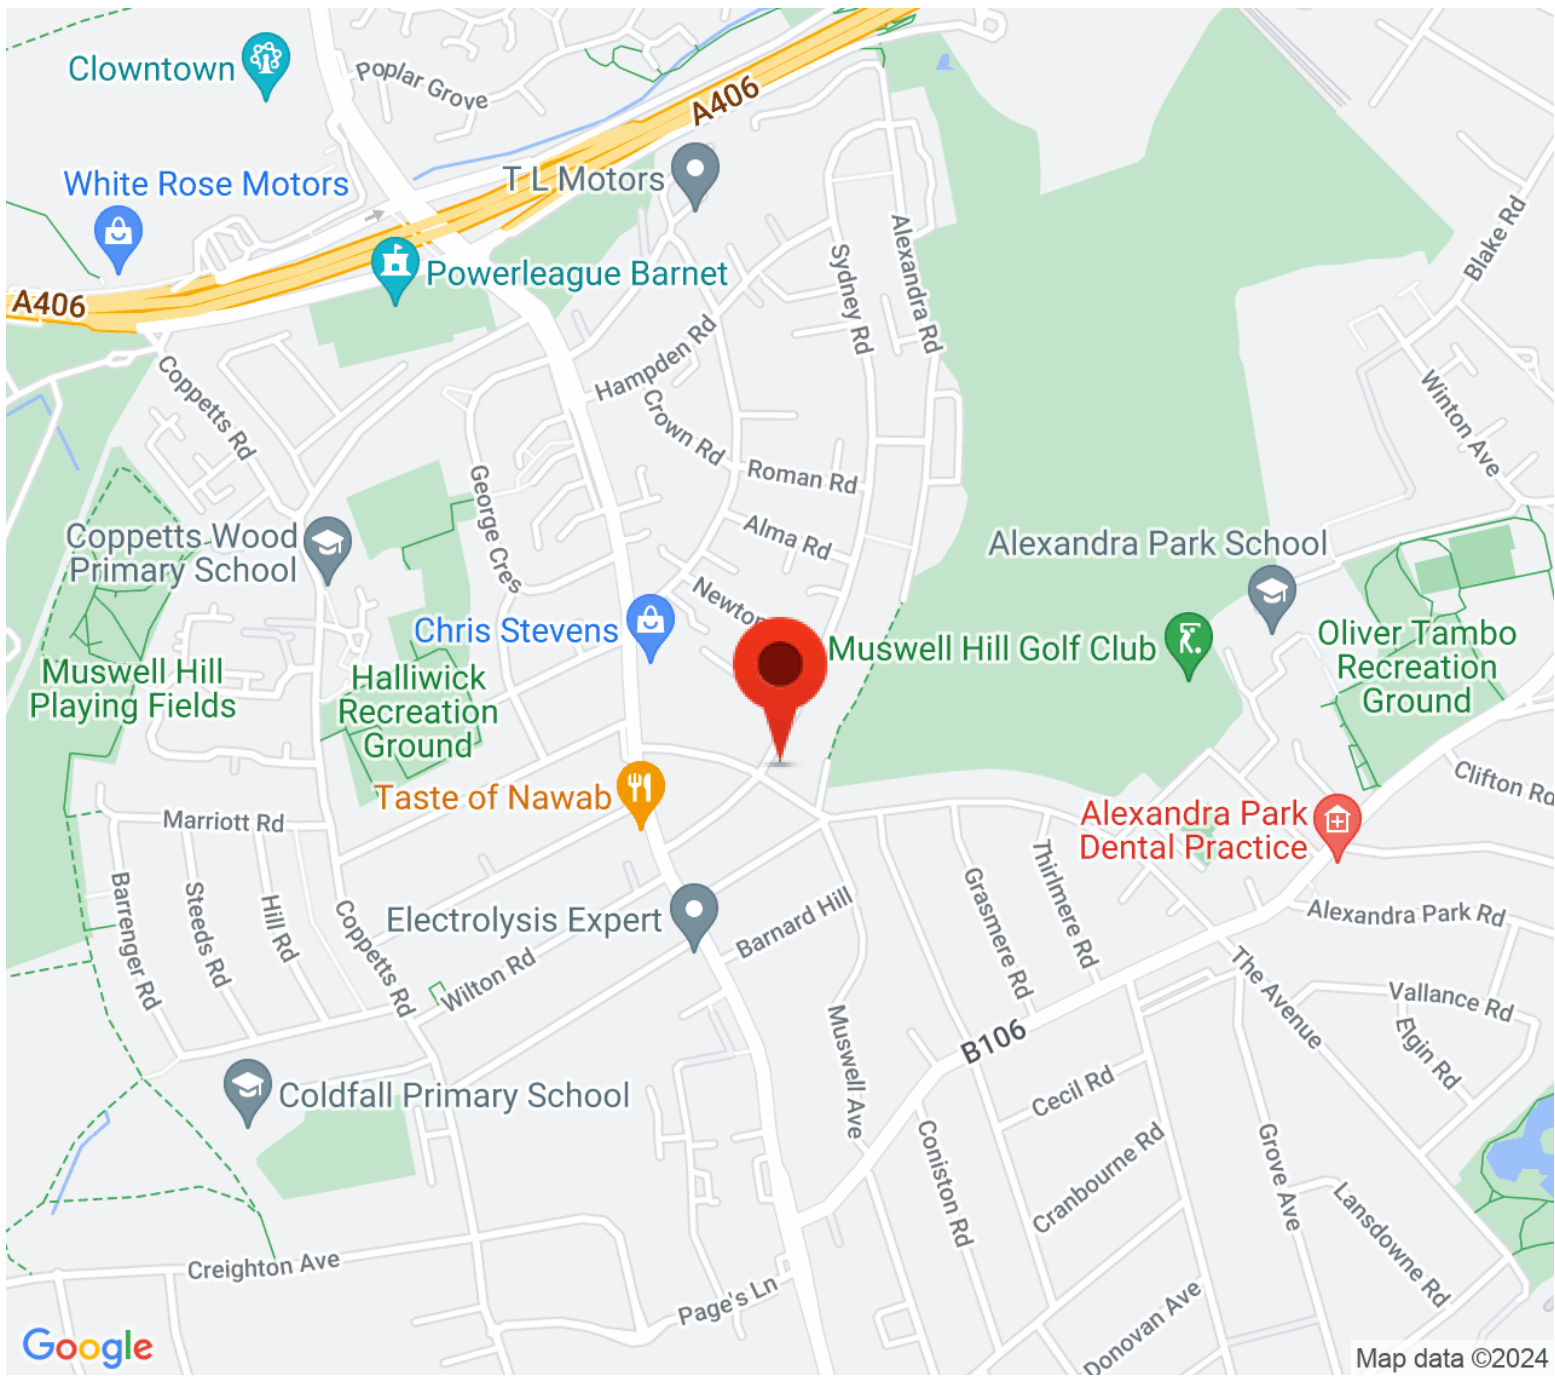 Clowntown
Poplar Grove
A406
White Rose Motors
T L Motors
Powerleague Barnet
A406
Sydney Rd
Alexandra Rd
Blake Rd
Hampden Rd
Coppetts Rd
Crown Rd
Winton Ave
Roman Rd
George Cres
Alma Rd
Coppetts Wood
Primary School
Alexandra Park School
Newton
Chris Stevens
Muswell Hill Golf Club
Oliver Tambo
Recreation
Ground
Muswell Hill
Playing Fields
Halliwick
Recreation
Ground
Clifton Rd
Taste of Nawab
Marriott Rd
Alexandra Park
Dental Practice
Thirlmere Rd
Barrenger Rd
Steeds Rd
Hill Rd
Coppetts Rd
Electrolysis Expert
Barnard Hill
Grasmere Rd
Alexandra Park Rd
Wilton Rd
The Avenue
Vallance Rd
Elgin Rd
Muswell Ave
B106
Coldfall Primary School
Cecil Rd
Coniston Rd
Cranbourne Rd
Grove Ave
Lansdowne Rd
Creighton Ave
Page's Ln
Donovan Ave
Google
Map data ©2024